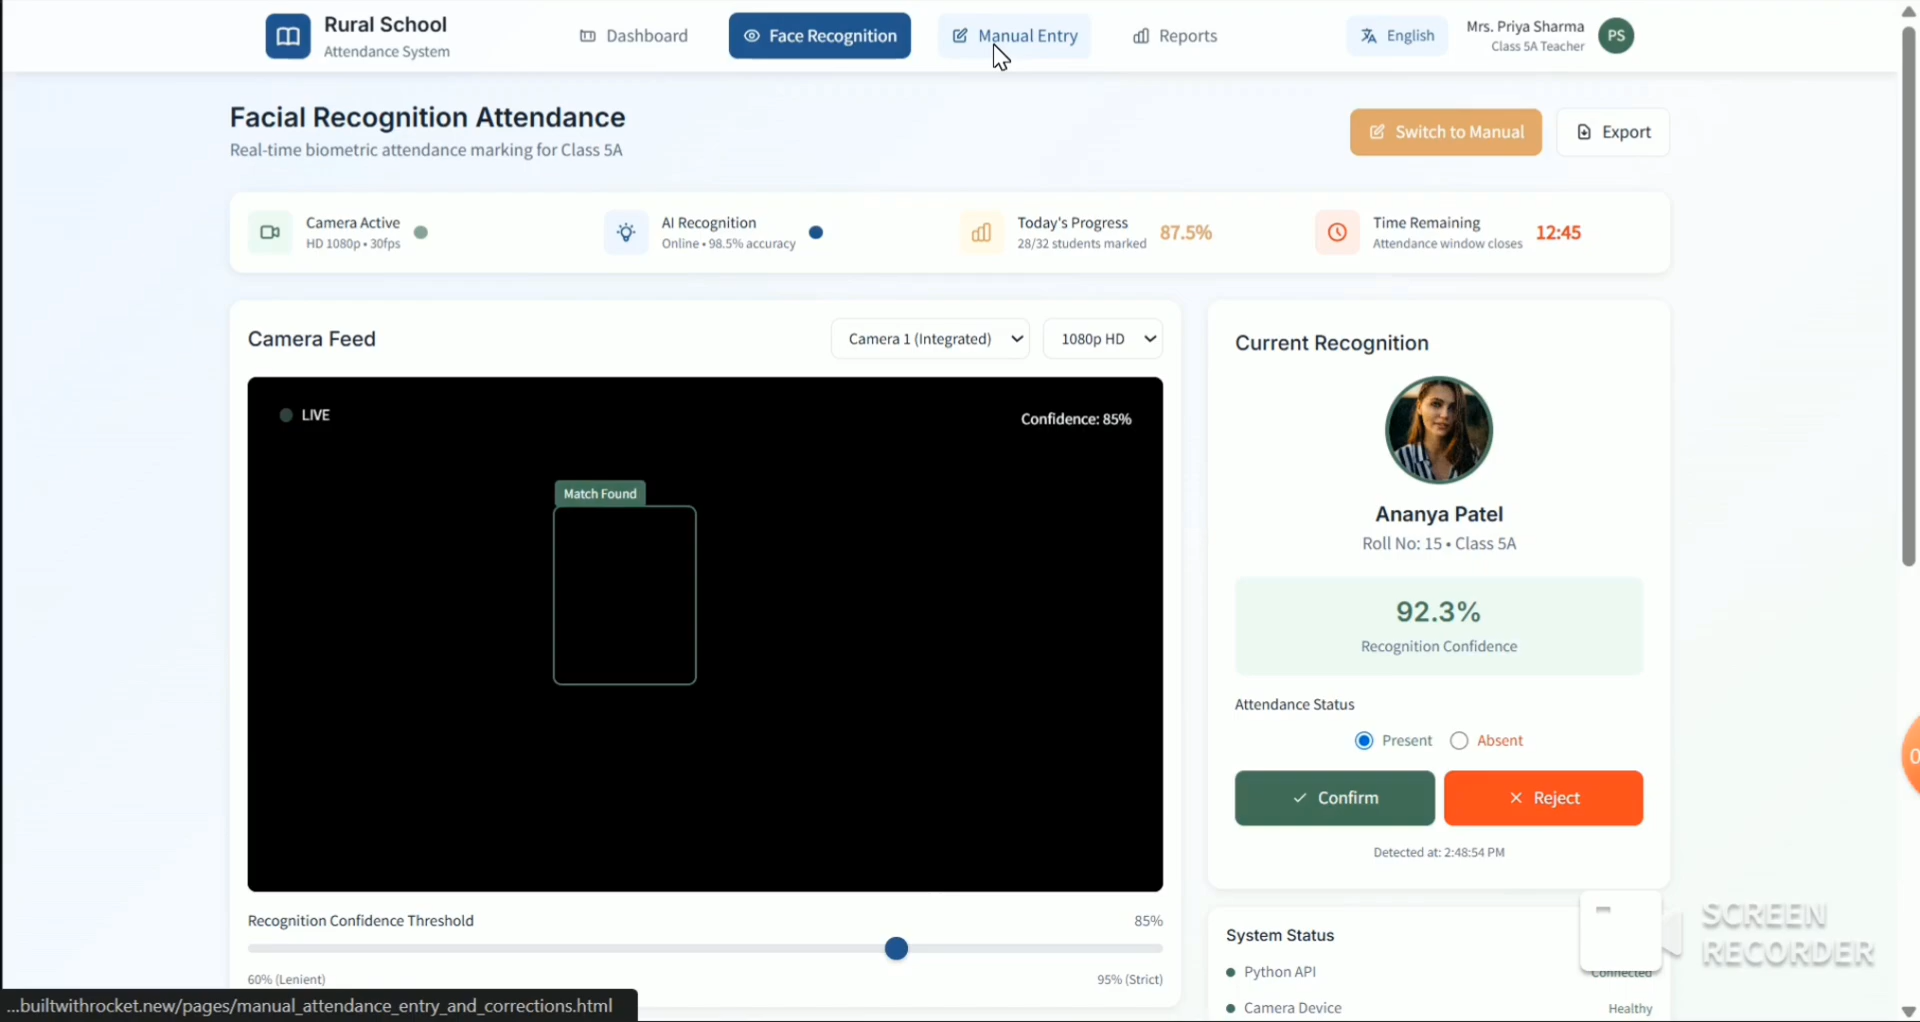 Rural School
Attendance System
Dashboard
Face Recognition
Manual Entry
Reports
English
Mrs. Priya Sharma
Class 5A Teacher
PS
Facial Recognition Attendance
Real-time biometric attendance marking for Class 5A
Switch to Manual
Export
Camera Active
HD 1080p • 30fps
AI Recognition
Online • 98.5% accuracy
Today's Progress
28/32 students marked
87.5%
Time Remaining
Attendance window closes
12:45
Camera Feed
Camera 1 (Integrated)
1080p HD
LIVE
Confidence: 85%
Match Found
Recognition Confidence Threshold
85%
60% (Lenient)
95% (Strict)
Current Recognition
Ananya Patel
Roll No: 15 • Class 5A
92.3%
Recognition Confidence
Attendance Status
Present
Absent
Confirm
Reject
Detected at: 2:48:54 PM
System Status
Python API
Connected
Camera Device
Healthy
SCREEN
RECORDER
...builtwithrocket.new/pages/manual_attendance_entry_and_corrections.html